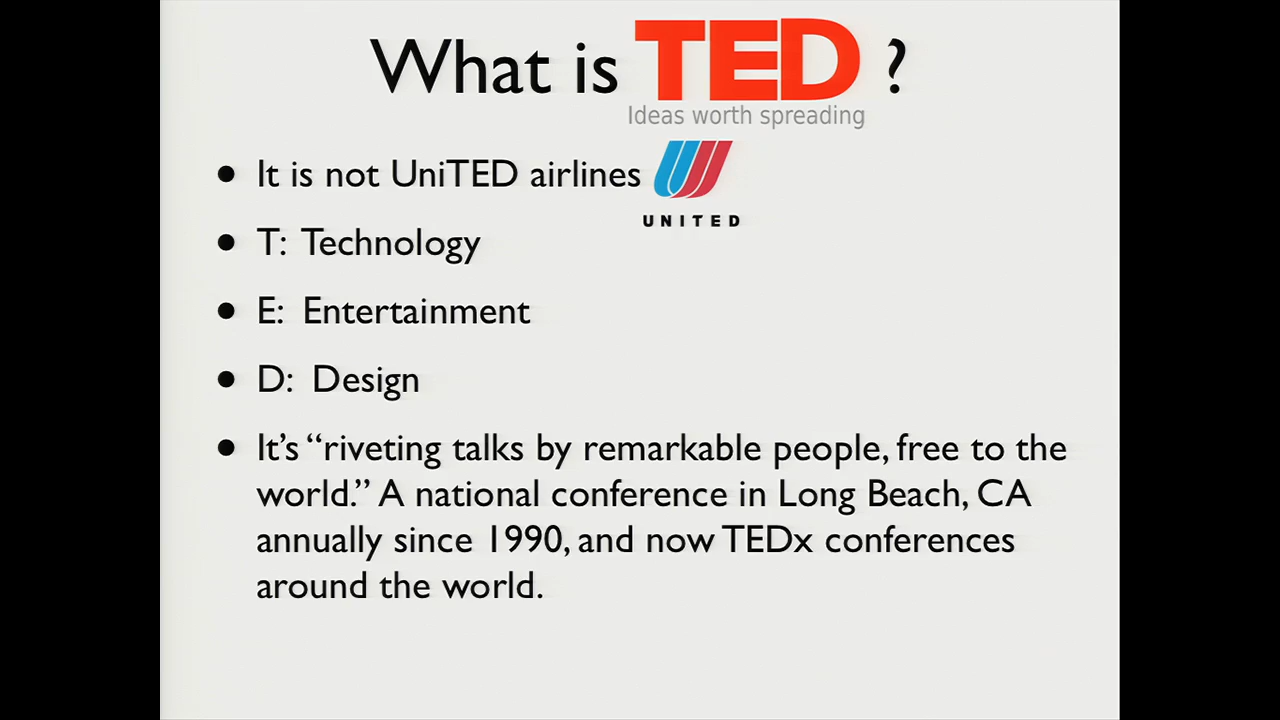 What is TED ?
Ideas worth spreading
• It is not UniTED airlines
UNITED
• T: Technology
• E: Entertainment
• D: Design
• It’s “riveting talks by remarkable people, free to the
world.” A national conference in Long Beach, CA
annually since 1990, and now TEDx conferences
around the world.